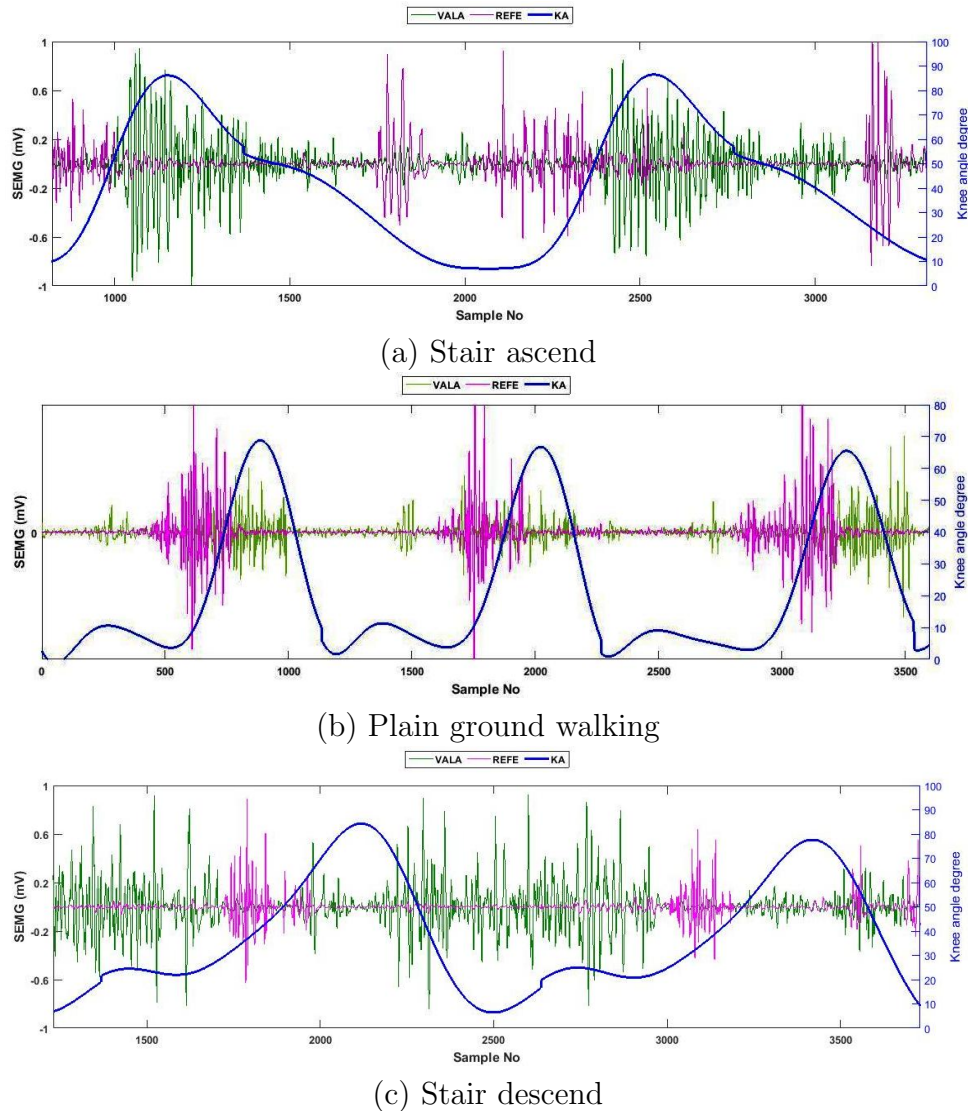 VALA REFE KA
1 100
90
0.6 80
70
0.2 60
50
-0.2 40
30
-0.6 20
10
-1 0
SEMG (mV)
Knee angle degree
1000 1500 2000 2500 3000
Sample No
(a) Stair ascend
VALA REFE KA
80
70
60
50
0 40
30
20
10
0
SEMG (mV)
Knee angle degree
0 500 1000 1500 2000 2500 3000 3500
Sample No
(b) Plain ground walking
VALA REFE KA
1 100
90
0.6 80
70
0.2 60
50
-0.2 40
30
-0.6 20
10
-1 0
SEMG (mV)
Knee angle degree
1500 2000 2500 3000 3500
Sample No
(c) Stair descend